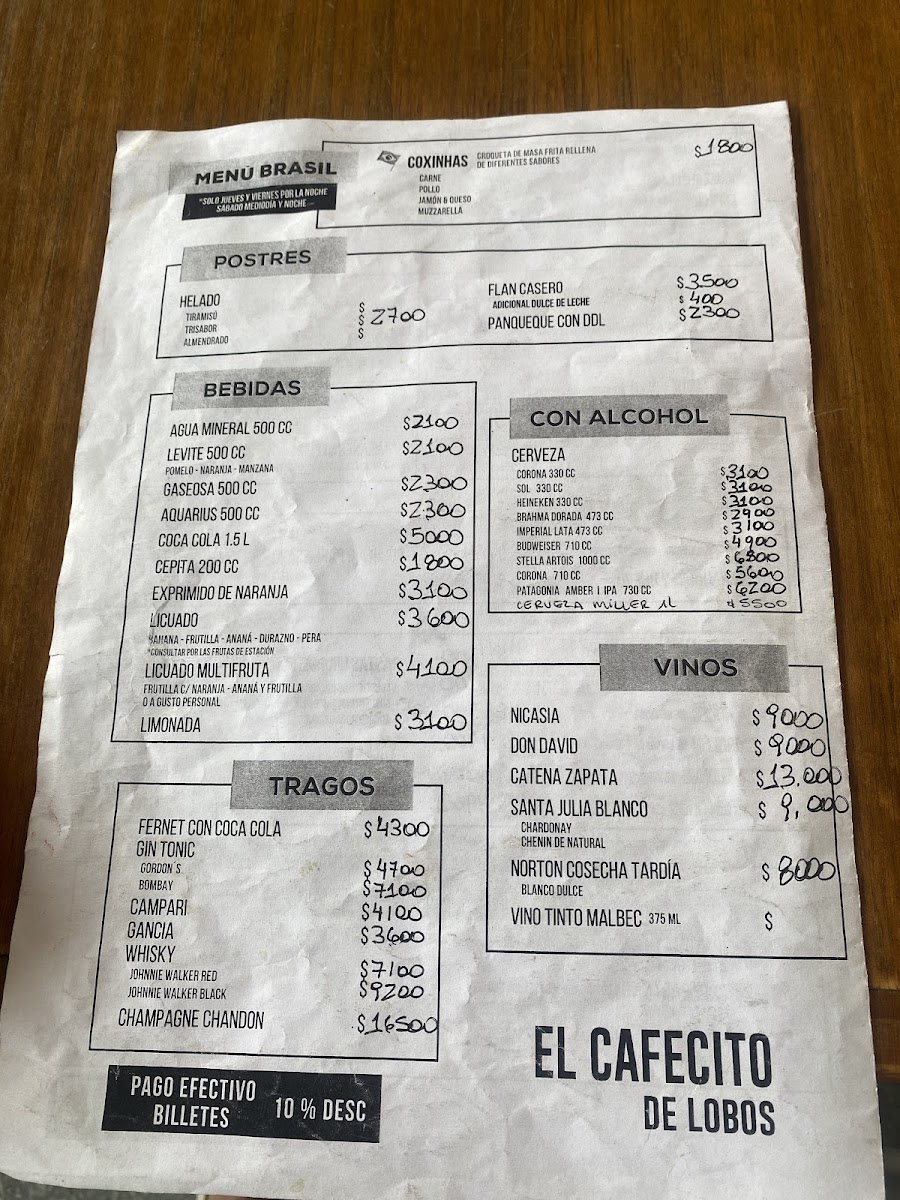 MENÚ BRASIL
*SOLO JUEVES Y VIERNES POR LA NOCHE
SÁBADO MEDIODÍA Y NOCHE
COXINHAS CROQUETA DE MASA FRITA RELLENA DE DIFERENTES SABORES $1800
CARNE
POLLO
JAMÓN & QUESO
MUZZARELLA
POSTRES
HELADO
TIRAMISÚ $
TRISABOR $ 2700
ALMENDRADO $
FLAN CASERO $3500
ADICIONAL DULCE DE LECHE $ 400
PANQUEQUE CON DDL $2300
BEBIDAS
AGUA MINERAL 500 CC $2100
LEVITE 500 CC $2100
POMELO - NARANJA - MANZANA
GASEOSA 500 CC $2300
AQUARIUS 500 CC $2300
COCA COLA 1.5 L $5000
CEPITA 200 CC $1800
EXPRIMIDO DE NARANJA $3100
LICUADO $3600
BANANA - FRUTILLA - ANANÁ - DURAZNO - PERA
*CONSULTAR POR LAS FRUTAS DE ESTACIÓN
LICUADO MULTIFRUTA $4100
FRUTILLA C/ NARANJA - ANANÁ Y FRUTILLA
O A GUSTO PERSONAL
LIMONADA $3100
CON ALCOHOL
CERVEZA
CORONA 330 CC $3100
SOL 330 CC $3100
HEINEKEN 330 CC $3100
BRAHMA DORADA 473 CC $2900
IMPERIAL LATA 473 CC $3100
BUDWEISER 710 CC $4900
STELLA ARTOIS 1000 CC $6800
CORONA 710 CC $5600
PATAGONIA AMBER I IPA 730 CC $6200
CERVEZA MILLER 1L $5500
VINOS
NICASIA $9000
DON DAVID $9000
CATENA ZAPATA $13.000
SANTA JULIA BLANCO $ 9,000
CHARDONAY
CHENIN DE NATURAL
NORTON COSECHA TARDÍA $ 8000
BLANCO DULCE
VINO TINTO MALBEC 375 ML $
TRAGOS
FERNET CON COCA COLA $4300
GIN TONIC
GORDON´S $4700
BOMBAY $7100
CAMPARI $4100
GANCIA $3600
WHISKY
JOHNNIE WALKER RED $7100
JOHNNIE WALKER BLACK $9200
CHAMPAGNE CHANDON $16500
PAGO EFECTIVO
BILLETES 10 % DESC
EL CAFECITO
DE LOBOS